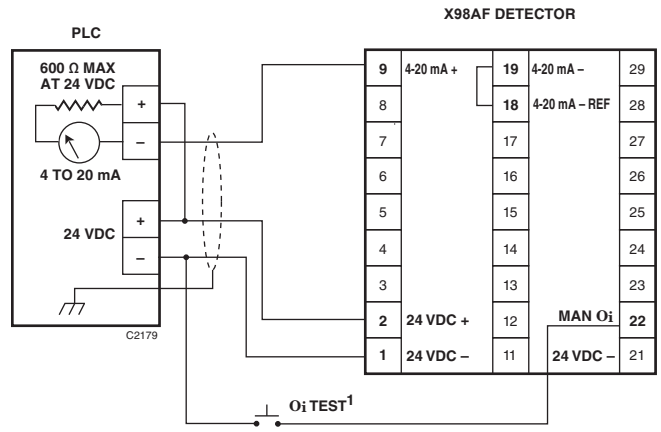 X98AF DETECTOR
PLC
600 Ω MAX
AT 24 VDC
+
–
4 TO 20 mA
24 VDC
+
–
C2179
9 4-20 mA + 19 4-20 mA – 29
8 18 4-20 mA – REF 28
7 17 27
6 16 26
5 15 25
4 14 24
3 13 23
2 24 VDC + 12 MAN Oi 22
1 24 VDC – 11 24 VDC – 21
Oi TEST1